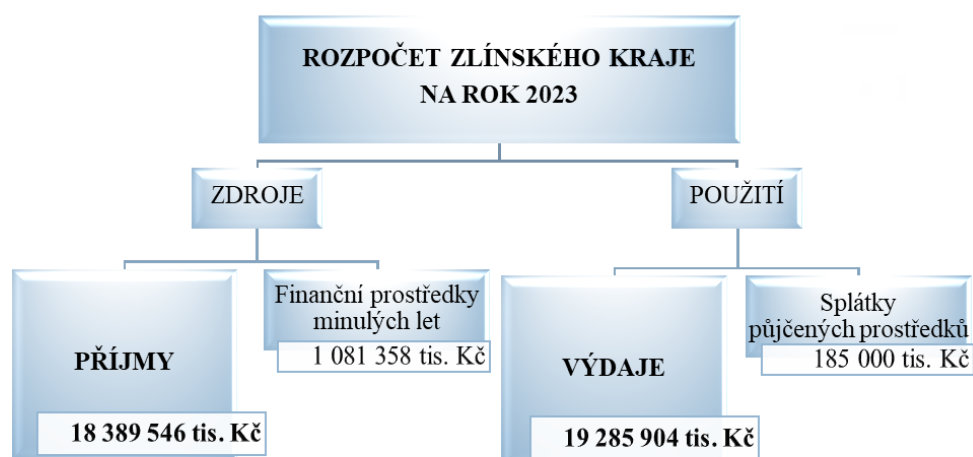 ROZPOČET ZLÍNSKÉHO KRAJE
NA ROK 2023
ZDROJE
POUŽITÍ
PŘÍJMY
18 389 546 tis. Kč
Finanční prostředky
minulých let
1 081 358 tis. Kč
VÝDAJE
19 285 904 tis. Kč
Splátky
půjčených prostředků
185 000 tis. Kč